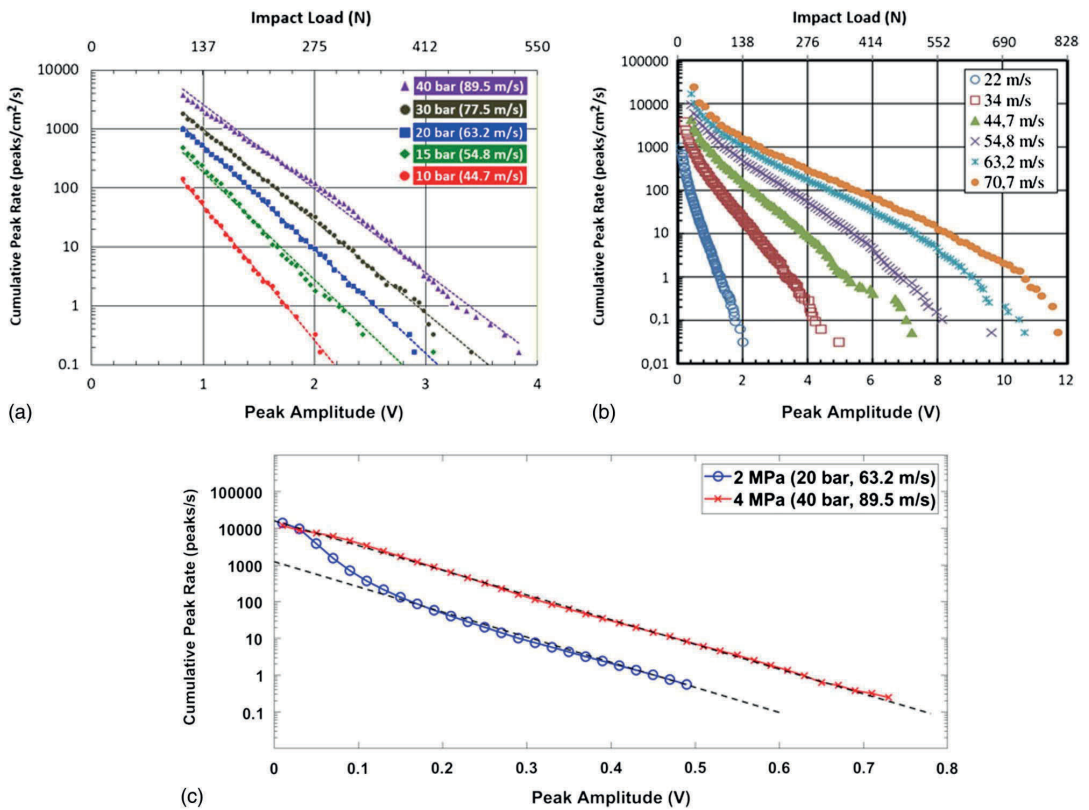 Impact Load (N)
0 137 275 412 550
10000
1000
100
10
1
0.1
Cumulative Peak Rate (peaks/cm²/s)
40 bar (89.5 m/s)
30 bar (77.5 m/s)
20 bar (63.2 m/s)
15 bar (54.8 m/s)
10 bar (44.7 m/s)
0 1 2 3 4
Peak Amplitude (V)
(a)
Impact Load (N)
0 138 276 414 552 690 828
100000
10000
1000
100
10
1
0,1
0,01
Cumulative Peak Rate (peaks/cm²/s)
22 m/s
34 m/s
44,7 m/s
54,8 m/s
63,2 m/s
70,7 m/s
0 2 4 6 8 10 12
Peak Amplitude (V)
(b)
100000
10000
1000
100
10
1
0.1
Cumulative Peak Rate (peaks/s)
2 MPa (20 bar, 63.2 m/s)
4 MPa (40 bar, 89.5 m/s)
0 0.1 0.2 0.3 0.4 0.5 0.6 0.7 0.8
Peak Amplitude (V)
(c)